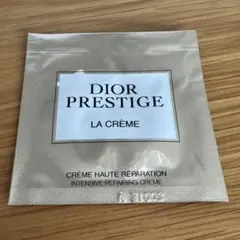 DIOR
PRESTIGE
LA CRÈME
CRÈME HAUTE RÉPARATION
INTENSIVE REPAIRING CREME